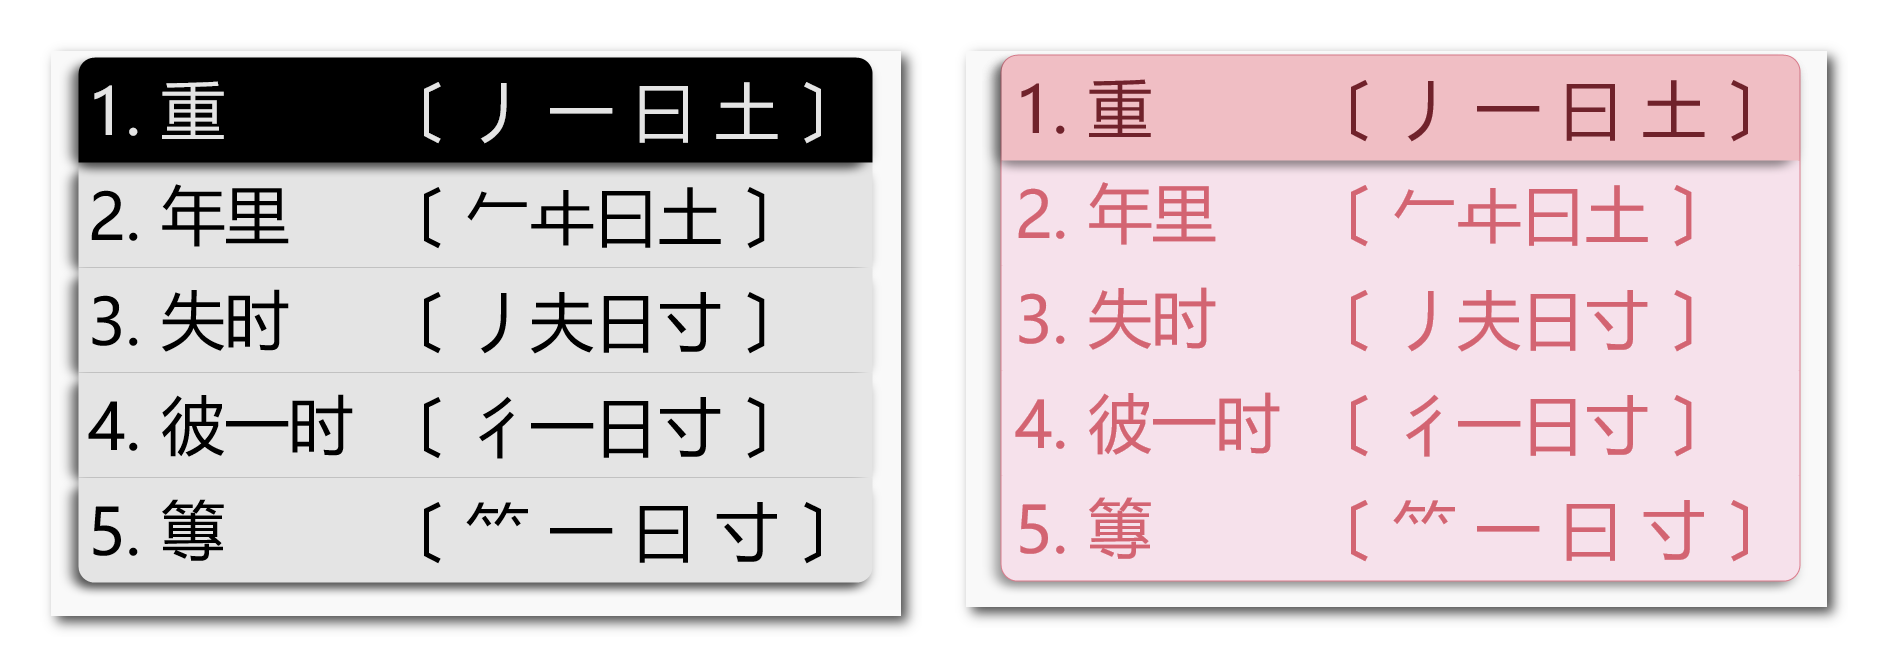 1. 重 〔 丿 一 日 土 〕
2. 年里 〔 𠂉㐄日土 〕
3. 失时 〔 丿夫日寸 〕
4. 彼一时 〔 彳一日寸 〕
5. 篿 〔 𥫗 一 日 寸 〕
1. 重 〔 丿 一 日 土 〕
2. 年里 〔 𠂉㐄日土 〕
3. 失时 〔 丿夫日寸 〕
4. 彼一时 〔 彳一日寸 〕
5. 篿 〔 𥫗 一 日 寸 〕